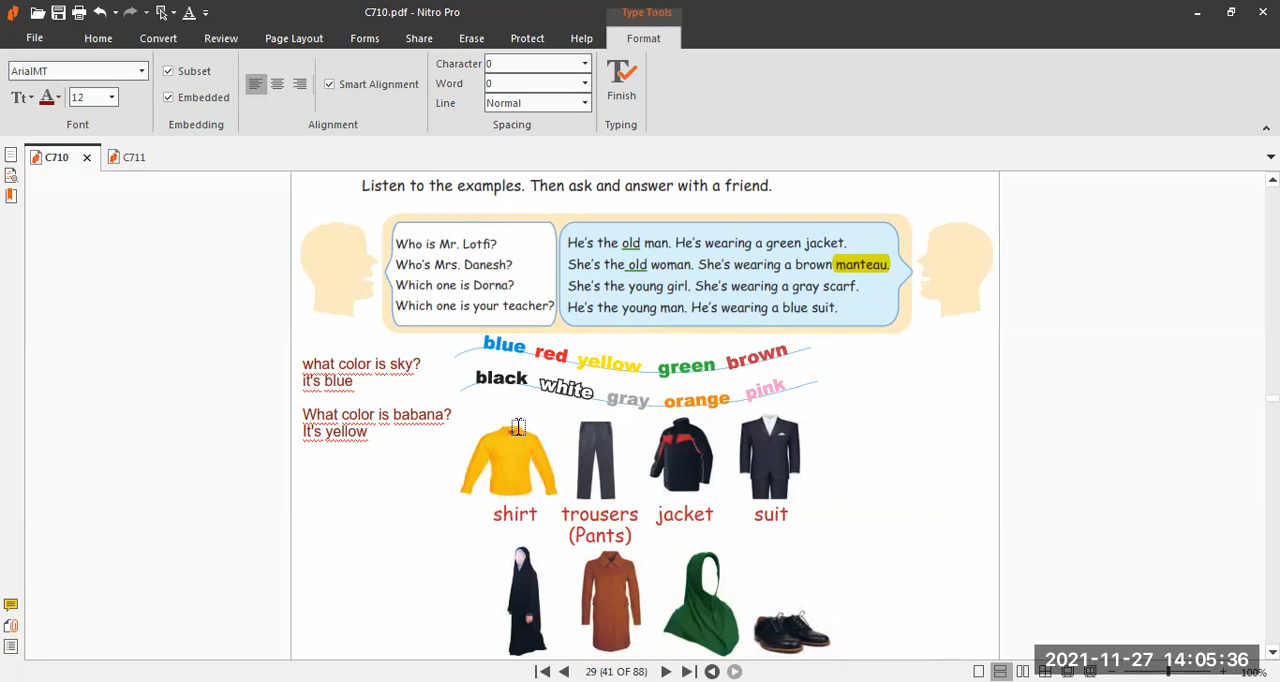 C710.pdf - Nitro Pro
Type Tools
File Home Convert Review Page Layout Forms Share Erase Protect Help Format
ArialMT
12
Font
Subset
Embedded
Embedding
Smart Alignment
Alignment
Character 0
Word 0
Line Normal
Spacing
Finish
Typing
C710
C711
Listen to the examples. Then ask and answer with a friend.
Who is Mr. Lotfi?
Who's Mrs. Danesh?
Which one is Dorna?
Which one is your teacher?
He's the old man. He's wearing a green jacket.
She's the old woman. She's wearing a brown manteau.
She's the young girl. She's wearing a gray scarf.
He's the young man. He's wearing a blue suit.
blue red yellow green brown
black white gray orange pink
what color is sky?
it's blue
What color is babana?
It's yellow
shirt
trousers
(Pants)
jacket
suit
29 (41 OF 88)
2021-11-27 14:05:36
100%